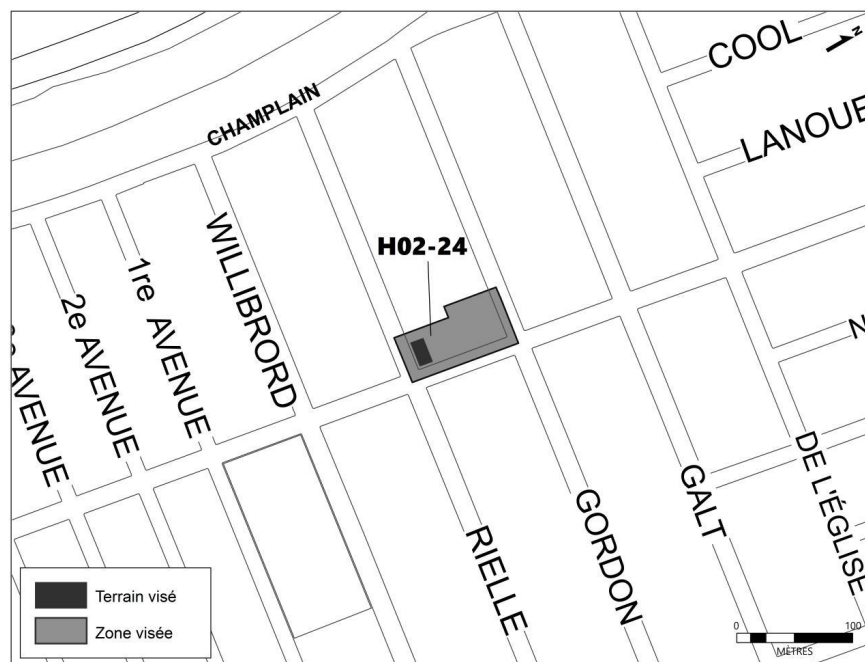 COOL
N
LANOUE
CHAMPLAIN
H02-24
WILLIBRORD
1re AVENUE
2e AVENUE
AVENUE
RIELLE
GORDON
GALT
DE L'ÉGLISE
N
Terrain visé
Zone visée
0 100
MÈTRES